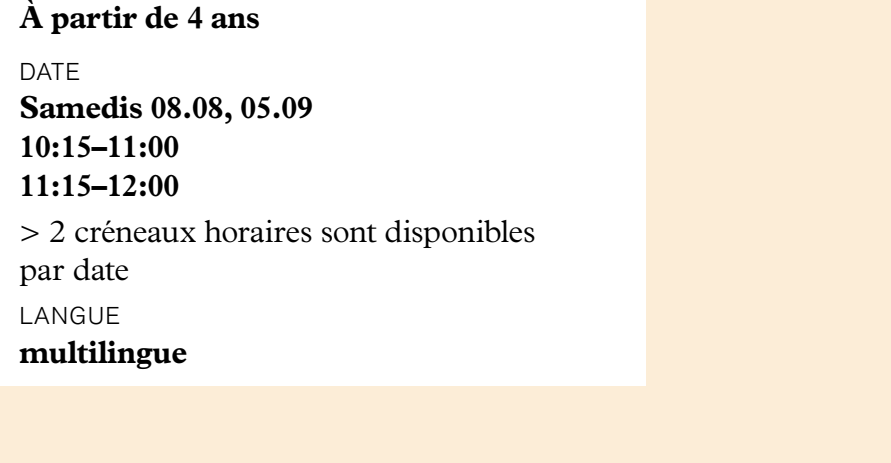 À partir de 4 ans
DATE
Samedis 08.08, 05.09
10:15–11:00
11:15–12:00
> 2 créneaux horaires sont disponibles
par date
LANGUE
multilingue